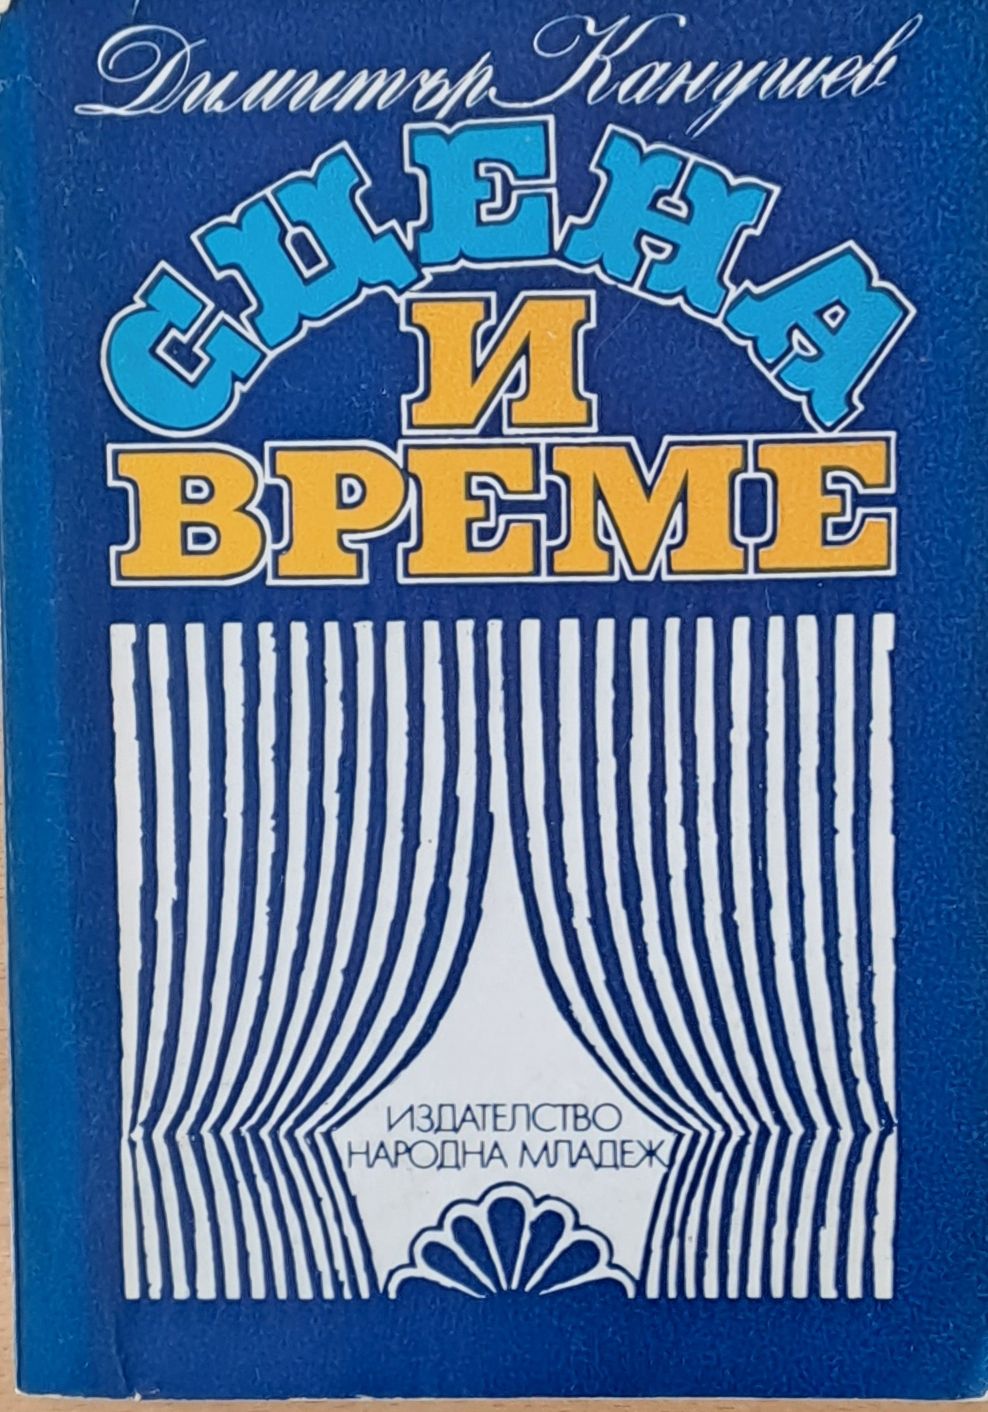 Димитър Канушев
СЦЕНА
И
ВРЕМЕ
ИЗДАТЕЛСТВО
НАРОДНА МЛАДЕЖ